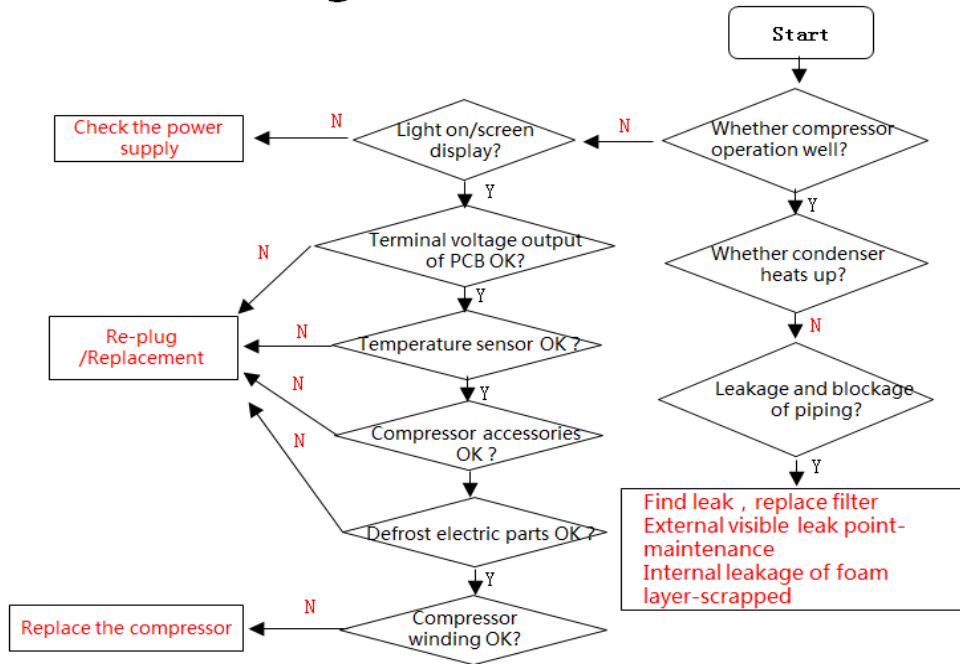 Start
Whether compressor
operation well?
N
Light on/screen
display?
N
Check the power
supply
Y
Y
Terminal voltage output
of PCB OK?
N
Whether condenser
heats up?
Y
N
Re-plug
/Replacement
N
Temperature sensor OK ?
Y
Leakage and blockage
of piping?
N
Compressor accessories
OK ?
N
Y
Find leak , replace filter
External visible leak point-
maintenance
Internal leakage of foam
layer-scrapped
Defrost electric parts OK ?
Y
Compressor
winding OK?
N
Replace the compressor